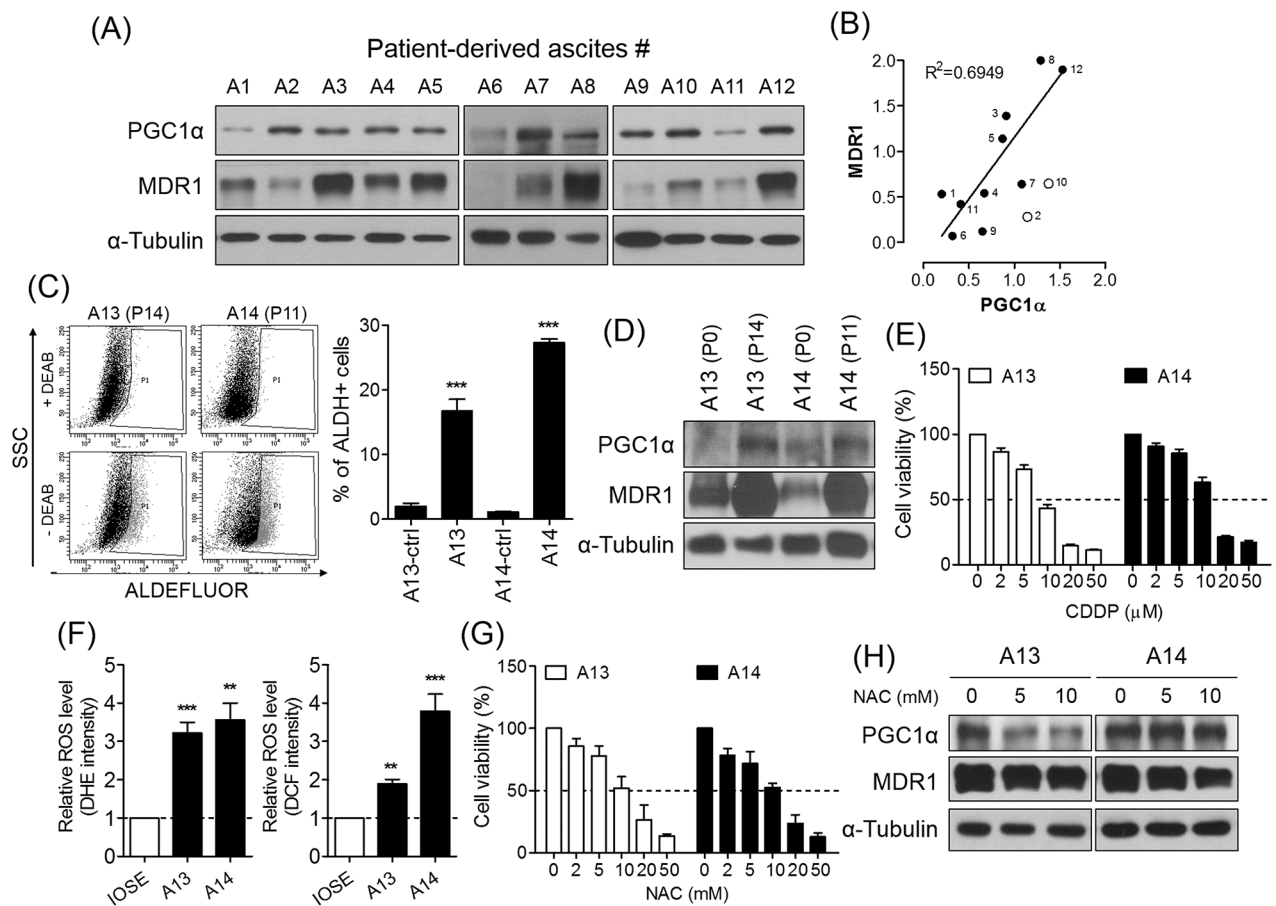 (A)
Patient-derived ascites #
A1 A2 A3 A4 A5 A6 A7 A8 A9 A10 A11 A12
PGC1α
MDR1
α-Tubulin
(B)
R²=0.6949
MDR1
2.0
1.5
1.0
0.5
0.0
8
12
3
5
1
4
7
10
11
2
6
9
0.0 0.5 1.0 1.5 2.0
PGC1α
(C)
A13 (P14) A14 (P11)
SSC
+ DEAB
- DEAB
P1
P1
P1
P1
ALDEFLUOR
% of ALDH+ cells
30
20
10
0
***
***
A13-ctrl
A13
A14-ctrl
A14
(D)
A13 (P0)
A13 (P14)
A14 (P0)
A14 (P11)
PGC1α
MDR1
α-Tubulin
(E)
A13 A14
Cell viability (%)
150
100
50
0
0 2 5 10 20 50 0 2 5 10 20 50
CDDP (μM)
(F)
Relative ROS level
(DHE intensity)
5
4
3
2
1
0
***
**
IOSE
A13
A14
Relative ROS level
(DCF intensity)
5
4
3
2
1
0
**
***
IOSE
A13
A14
(G)
A13 A14
Cell viability (%)
150
100
50
0
0 2 5 10 20 50 0 2 5 10 20 50
NAC (mM)
(H)
A13 A14
NAC (mM) 0 5 10 0 5 10
PGC1α
MDR1
α-Tubulin